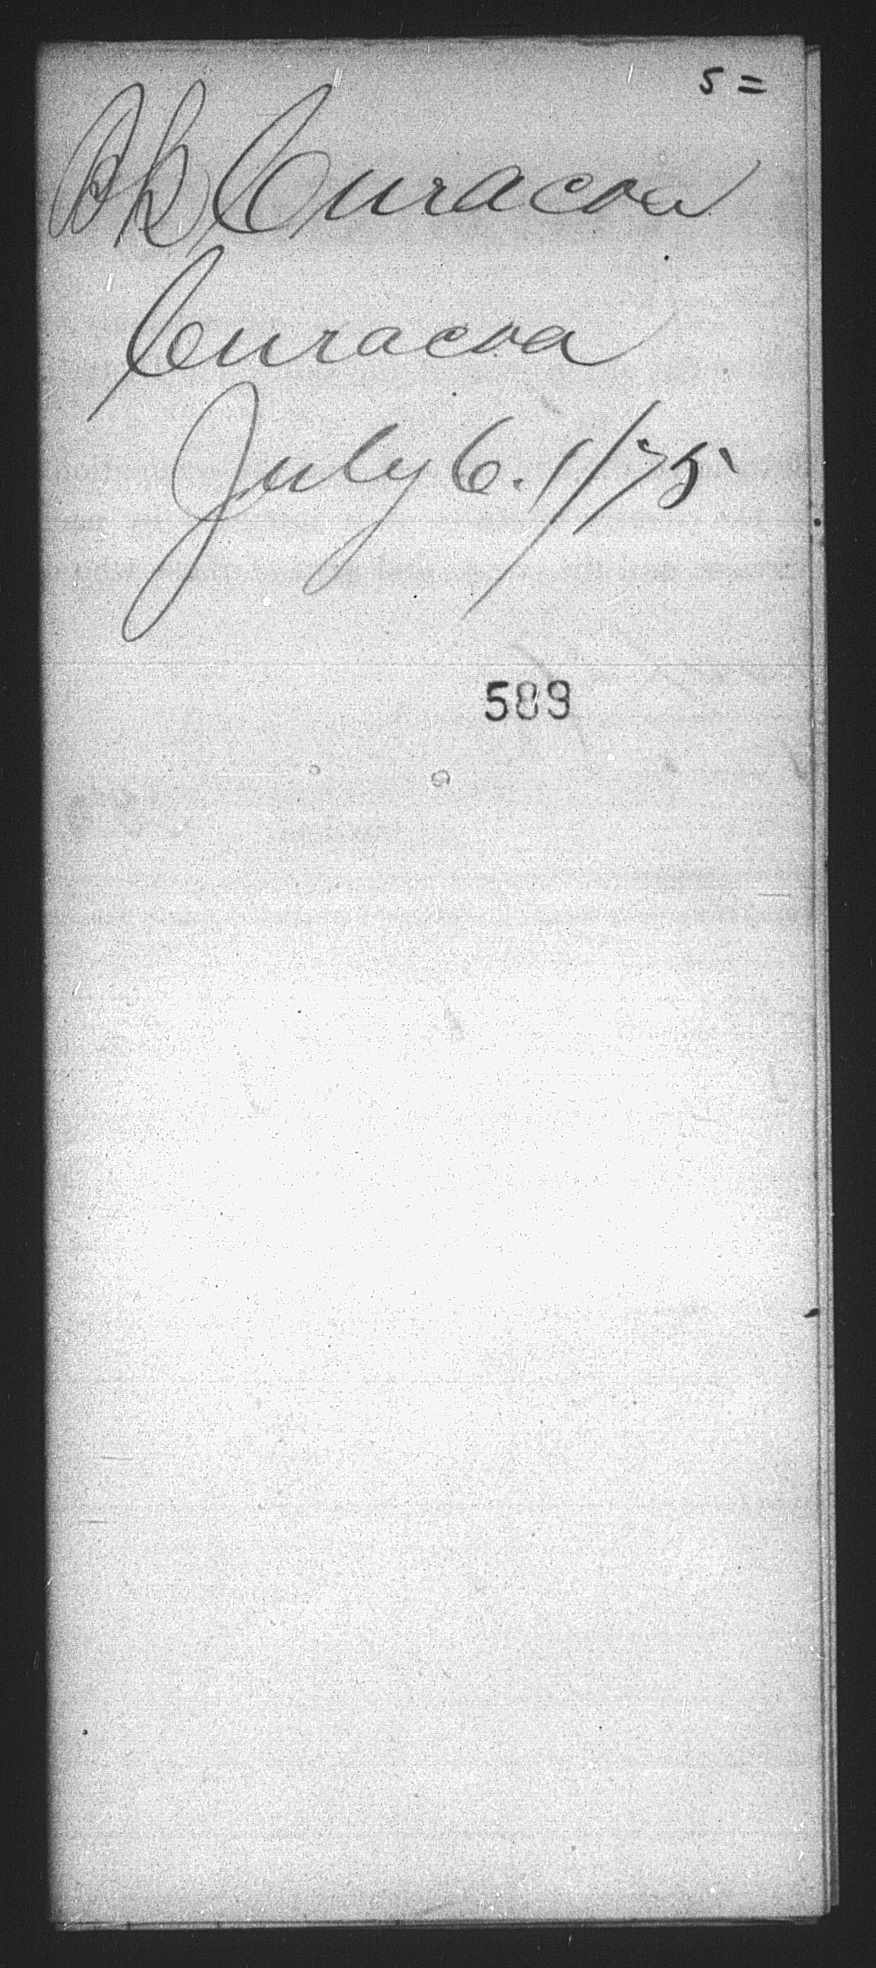 5 =
Bk Curacoa
Curacoa
July 6. 1/75
589